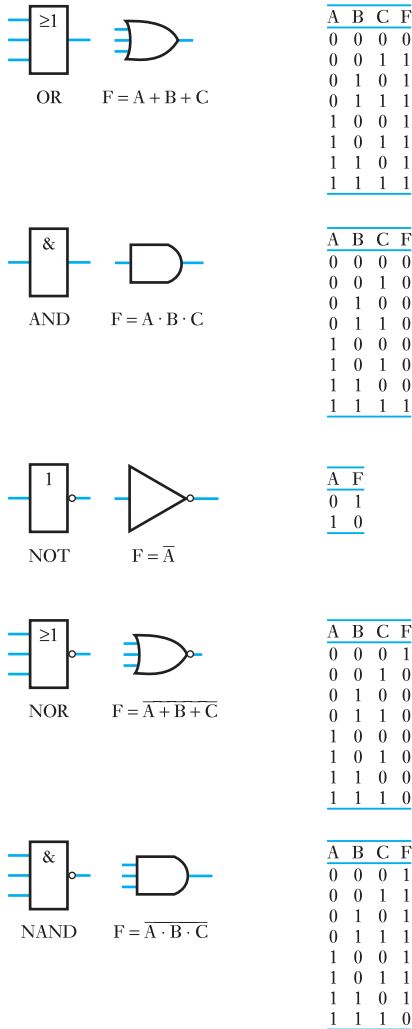 ≥1
OR F = A + B + C
A B C F
0 0 0 0
0 0 1 1
0 1 0 1
0 1 1 1
1 0 0 1
1 0 1 1
1 1 0 1
1 1 1 1
&
AND F = A · B · C
A B C F
0 0 0 0
0 0 1 0
0 1 0 0
0 1 1 0
1 0 0 0
1 0 1 0
1 1 0 0
1 1 1 1
1
NOT F = A̅
A F
0 1
1 0
≥1
NOR F = A̅ ̅+̅ ̅B̅ ̅+̅ ̅C̅
A B C F
0 0 0 1
0 0 1 0
0 1 0 0
0 1 1 0
1 0 0 0
1 0 1 0
1 1 0 0
1 1 1 0
&
NAND F = A̅ ̅·̅ ̅B̅ ̅·̅ ̅C̅
A B C F
0 0 0 1
0 0 1 1
0 1 0 1
0 1 1 1
1 0 0 1
1 0 1 1
1 1 0 1
1 1 1 0